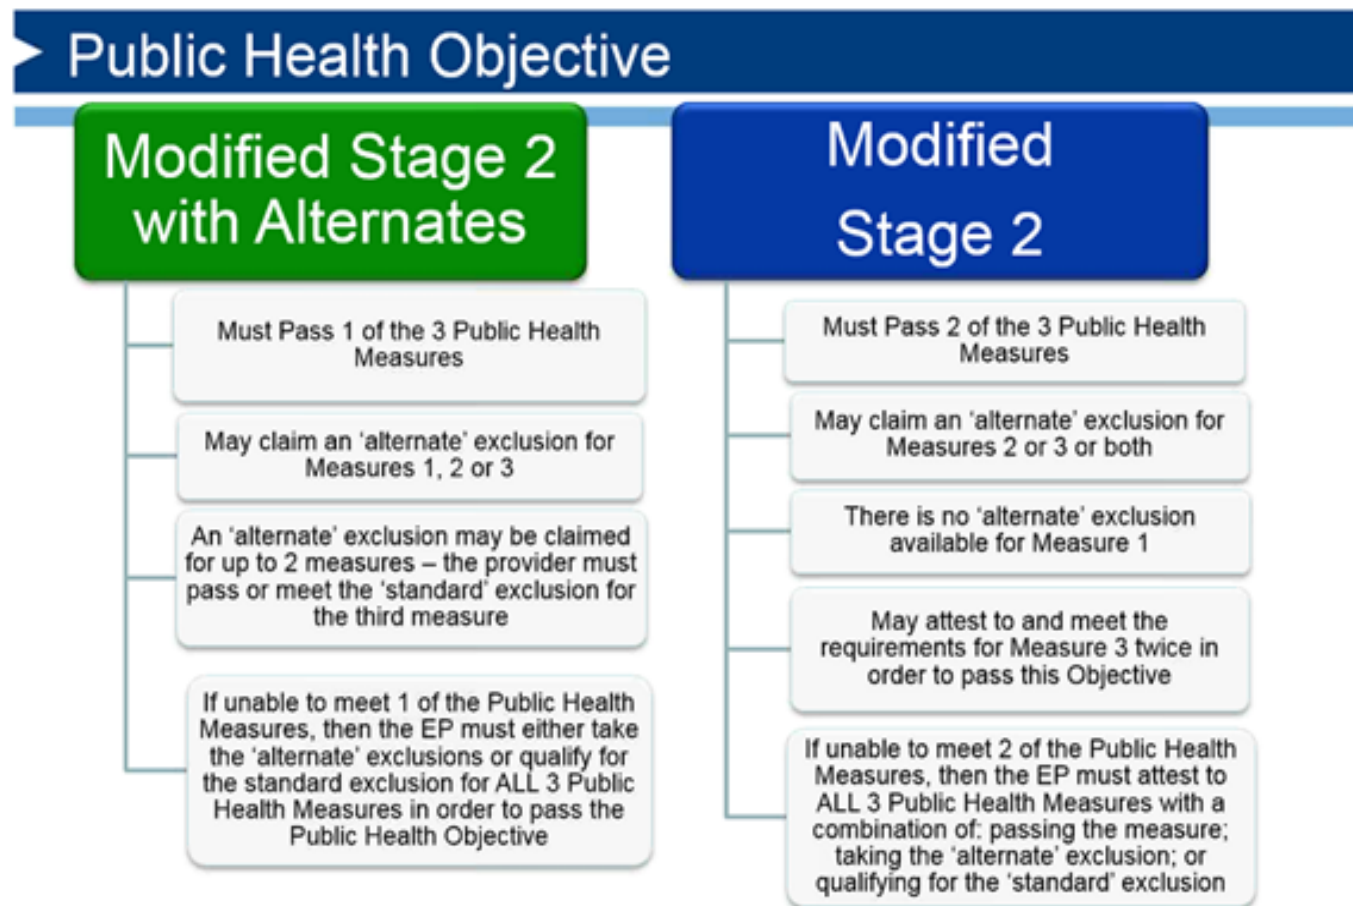 Public Health Objective
Modified Stage 2
with Alternates
Must Pass 1 of the 3 Public Health
Measures
May claim an ‘alternate’ exclusion for
Measures 1, 2 or 3
An ‘alternate’ exclusion may be claimed
for up to 2 measures – the provider must
pass or meet the ‘standard’ exclusion for
the third measure
If unable to meet 1 of the Public Health
Measures, then the EP must either take
the ‘alternate’ exclusions or qualify for
the standard exclusion for ALL 3 Public
Health Measures in order to pass the
Public Health Objective
Modified
Stage 2
Must Pass 2 of the 3 Public Health
Measures
May claim an ‘alternate’ exclusion for
Measures 2 or 3 or both
There is no ‘alternate’ exclusion
available for Measure 1
May attest to and meet the
requirements for Measure 3 twice in
order to pass this Objective
If unable to meet 2 of the Public Health
Measures, then the EP must attest to
ALL 3 Public Health Measures with a
combination of: passing the measure;
taking the ‘alternate’ exclusion; or
qualifying for the ‘standard’ exclusion